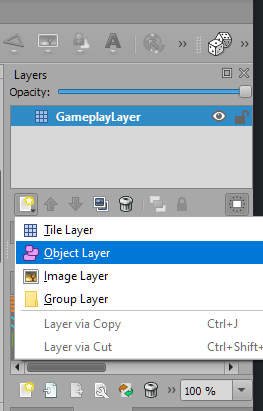 Layers
Opacity:
GameplayLayer
Tile Layer
Object Layer
Image Layer
Group Layer
Layer via Copy Ctrl+J
Layer via Cut Ctrl+Shift+
100 %